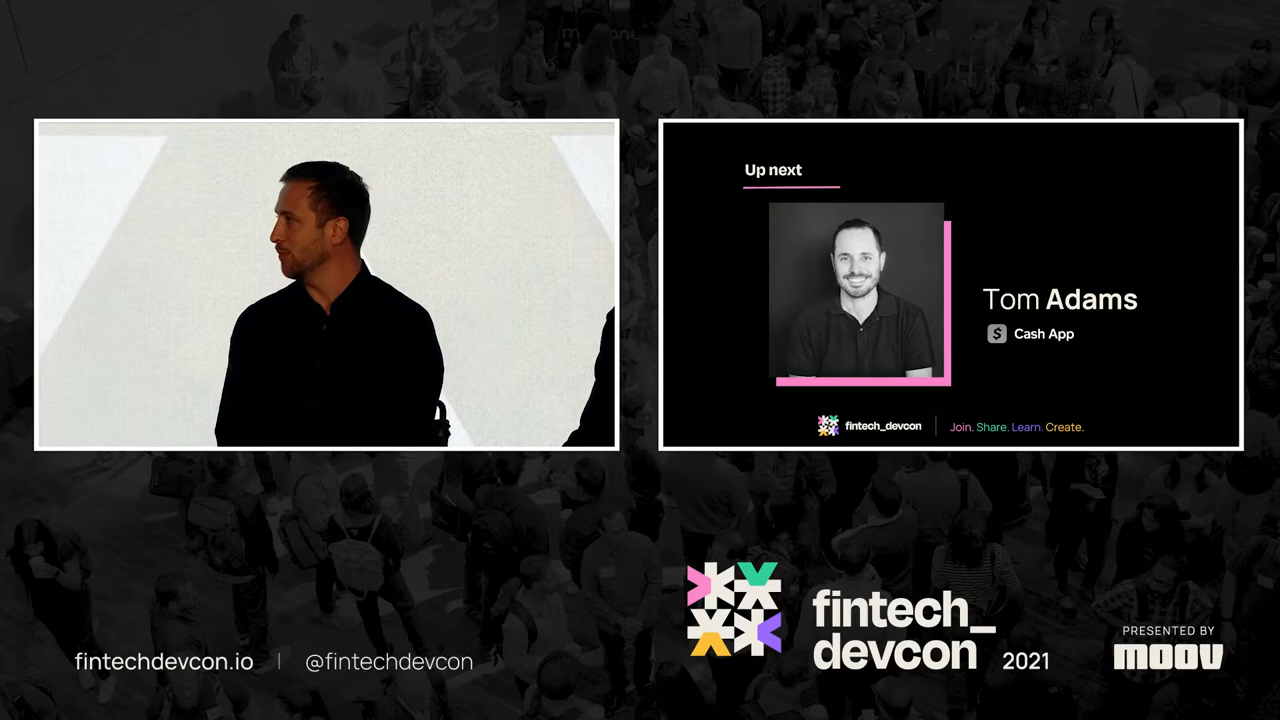 Up next
Tom Adams
$ Cash App
fintech_devcon
Join. Share. Learn. Create.
fintechdevcon.io | @fintechdevcon
fintech_
devcon 2021
PRESENTED BY
moov